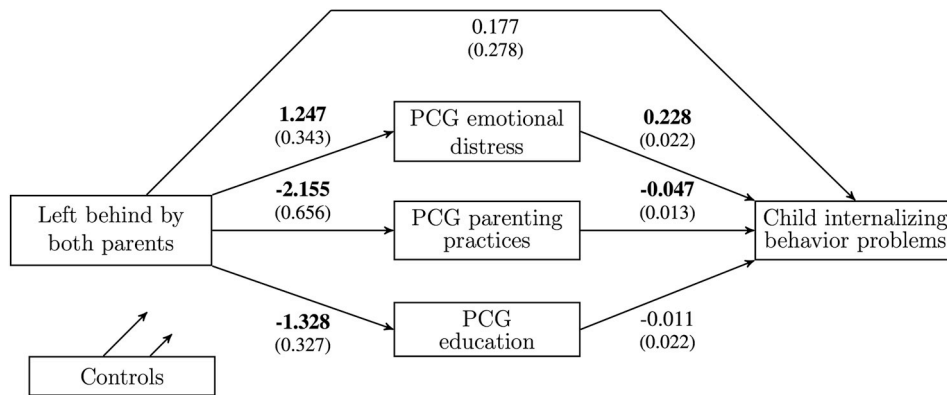 0.177
(0.278)
1.247
(0.343)
PCG emotional
distress
0.228
(0.022)
Left behind by
both parents
-2.155
(0.656)
PCG parenting
practices
-0.047
(0.013)
Child internalizing
behavior problems
-1.328
(0.327)
PCG
education
-0.011
(0.022)
Controls